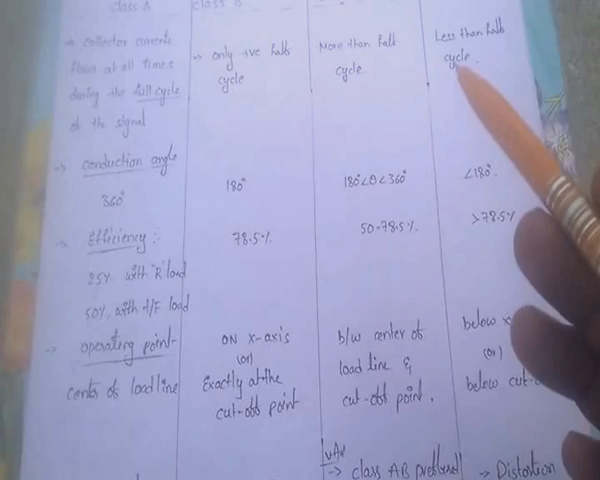 class A
class B
→ collector current
flows at all times
during the full cycle
of the signal
→ only +ve half
cycle
More than half
cycle
Less than half
cycle.
→ conduction angle
360°
180°
180°<θ<360°
<180°.
→ Efficiency :-
25% with 'R' load
50% with T/F load
78.5%
50-78.5%
>78.5%
→ operating point-
center of load line
ON x-axis
(or)
Exactly at the
cut-off point
b/w center of
load line &
cut-off point.
below x
(or)
below cut-
→ class AB preferred
→ Distortion